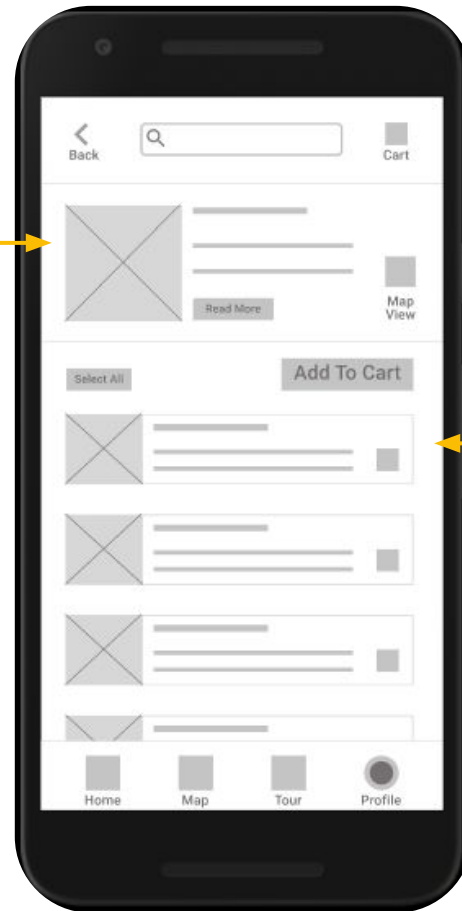 Back
Cart
Read More
Map
View
Select All
Add To Cart
Home
Map
Tour
Profile